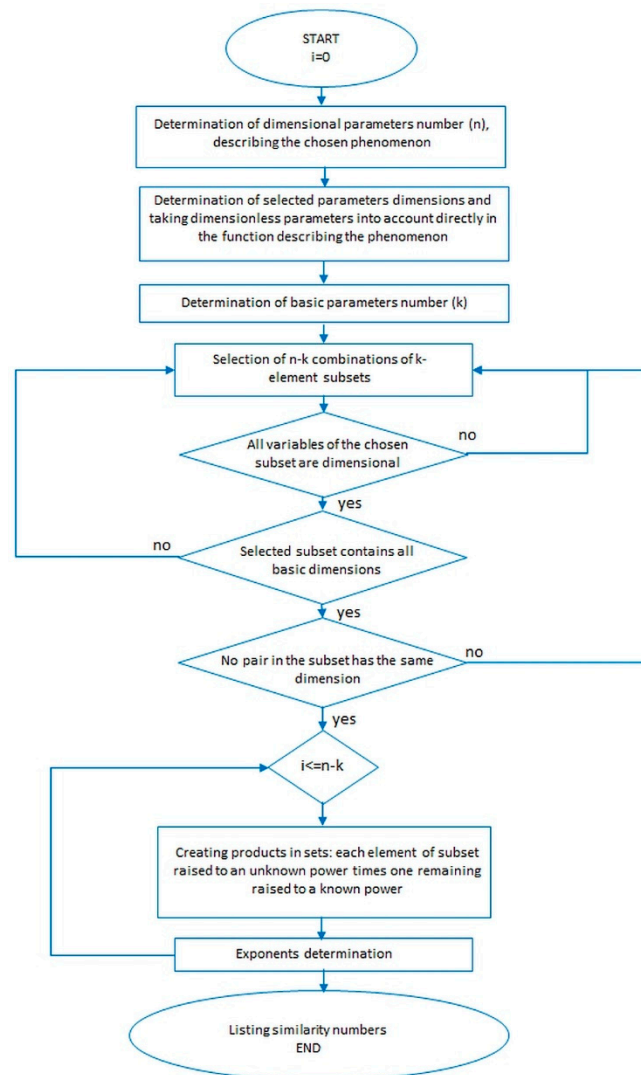 START
i=0
Determination of dimensional parameters number (n),
describing the chosen phenomenon
Determination of selected parameters dimensions and
taking dimensionless parameters into account directly in
the function describing the phenomenon
Determination of basic parameters number (k)
Selection of n-k combinations of k-
element subsets
All variables of the chosen
subset are dimensional
no
yes
no
Selected subset contains all
basic dimensions
yes
No pair in the subset has the same
dimension
no
yes
i<=n-k
Creating products in sets: each element of subset
raised to an unknown power times one remaining
raised to a known power
Exponents determination
Listing similarity numbers
END